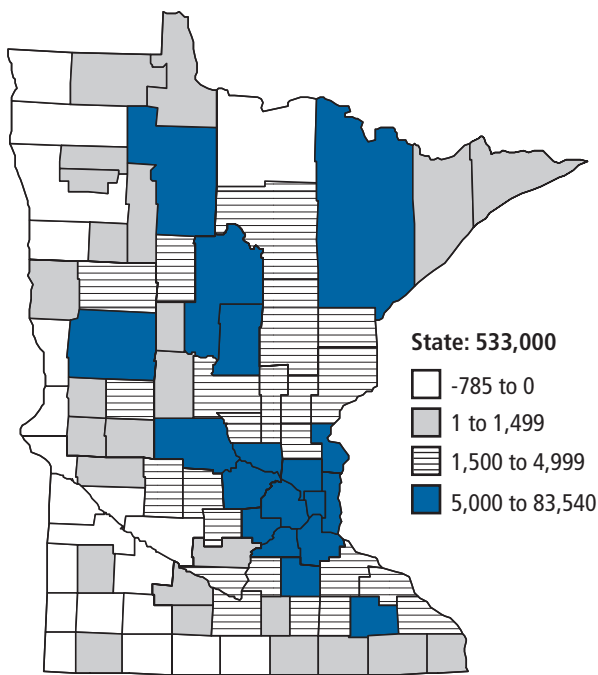 State: 533,000
-785 to 0
1 to 1,499
1,500 to 4,999
5,000 to 83,540